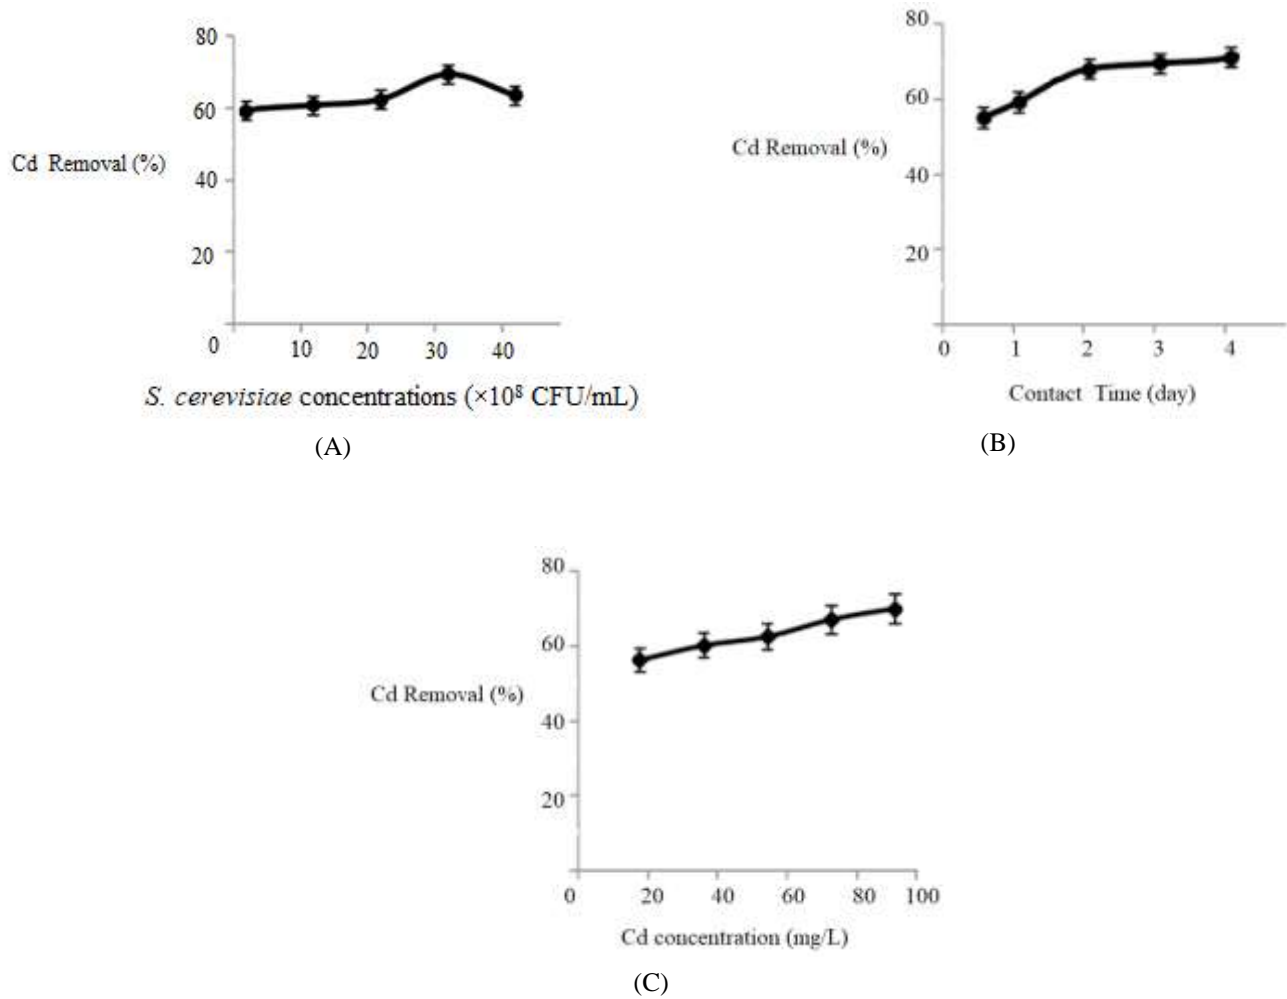 80
60
Cd Removal (%)
40
20
0 10 20 30 40
S. cerevisiae concentrations (×10⁸ CFU/mL)
(A)
80
60
Cd Removal (%)
40
20
0 1 2 3 4
Contact Time (day)
(B)
80
60
Cd Removal (%)
40
20
0 20 40 60 80 100
Cd concentration (mg/L)
(C)